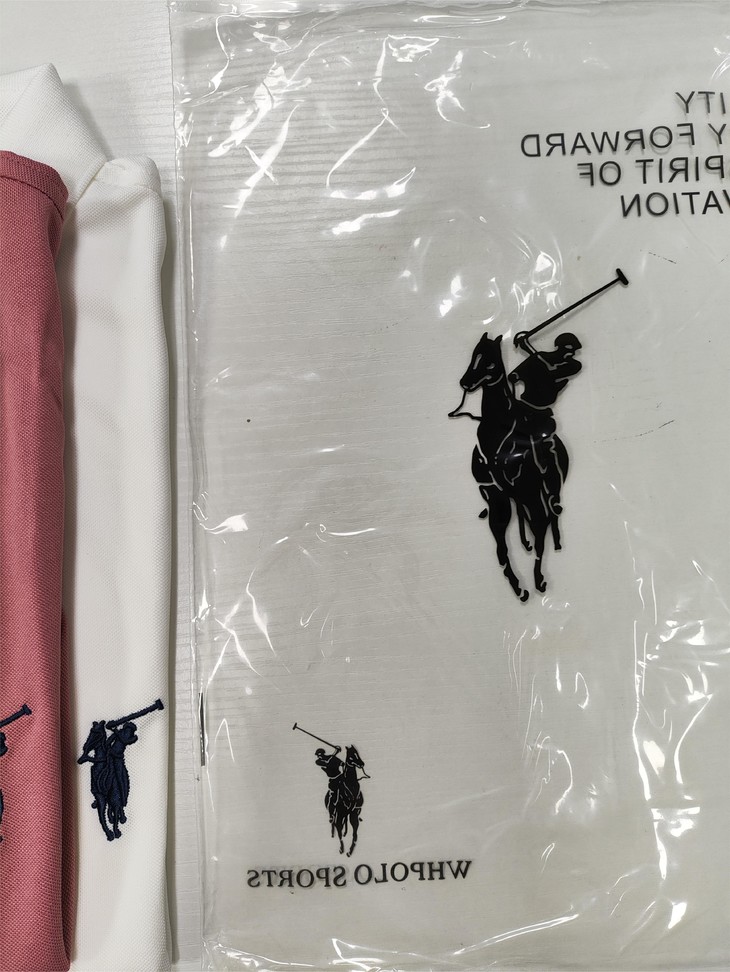 ITY
Y FORWARD
PIRIT OF
VATION
WHPOLO SPORTS